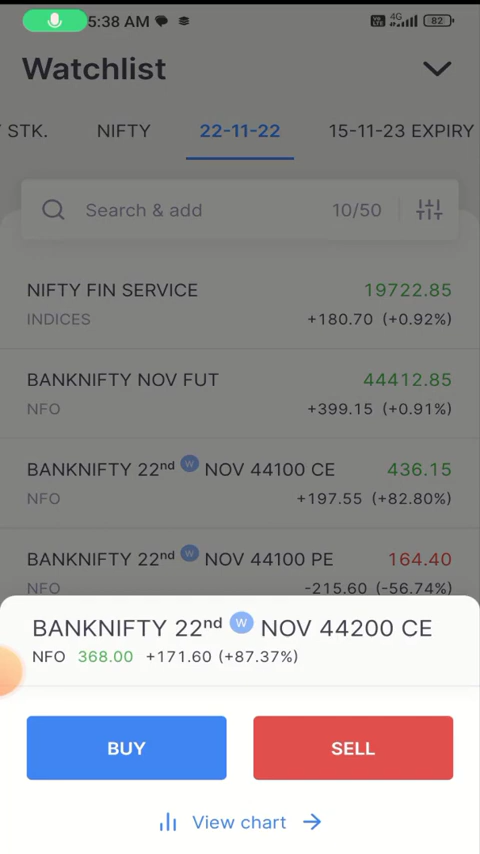 5:38 AM 4G 82
Watchlist
STK. NIFTY 22-11-22 15-11-23 EXPIRY
Search & add 10/50
NIFTY FIN SERVICE 19722.85
INDICES +180.70 (+0.92%)
BANKNIFTY NOV FUT 44412.85
NFO +399.15 (+0.91%)
BANKNIFTY 22nd W NOV 44100 CE 436.15
NFO +197.55 (+82.80%)
BANKNIFTY 22nd W NOV 44100 PE 164.40
NFO -215.60 (-56.74%)
BANKNIFTY 22nd W NOV 44200 CE
NFO 368.00 +171.60 (+87.37%)
BUY SELL
View chart